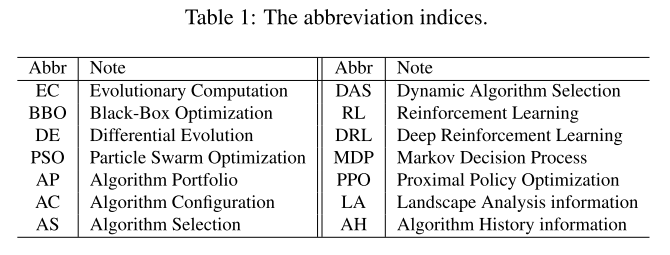 Table 1: The abbreviation indices.
Abbr Note Abbr Note
EC Evolutionary Computation DAS Dynamic Algorithm Selection
BBO Black-Box Optimization RL Reinforcement Learning
DE Differential Evolution DRL Deep Reinforcement Learning
PSO Particle Swarm Optimization MDP Markov Decision Process
AP Algorithm Portfolio PPO Proximal Policy Optimization
AC Algorithm Configuration LA Landscape Analysis information
AS Algorithm Selection AH Algorithm History information